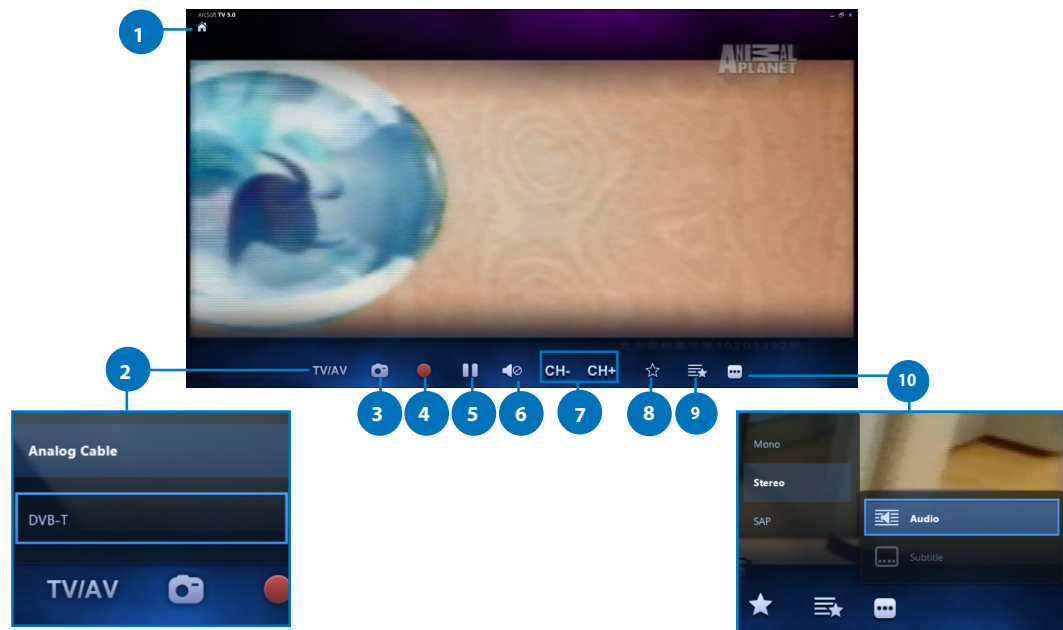 ArcSoft TV 5.0
1
ANIMAL
PLANET
2
TV/AV
CH-
CH+
10
3
4
5
6
7
8
9
Analog Cable
DVB-T
TV/AV
Mono
Stereo
SAP
Audio
Subtitle